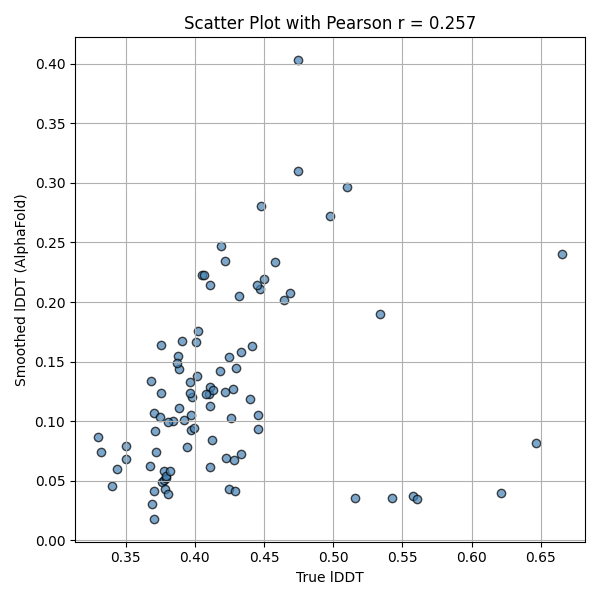 Scatter Plot with Pearson r = 0.257
0.40
0.35
0.30
0.25
0.20
0.15
0.10
0.05
0.00
Smoothed lDDT (AlphaFold)
0.35 0.40 0.45 0.50 0.55 0.60 0.65
True lDDT